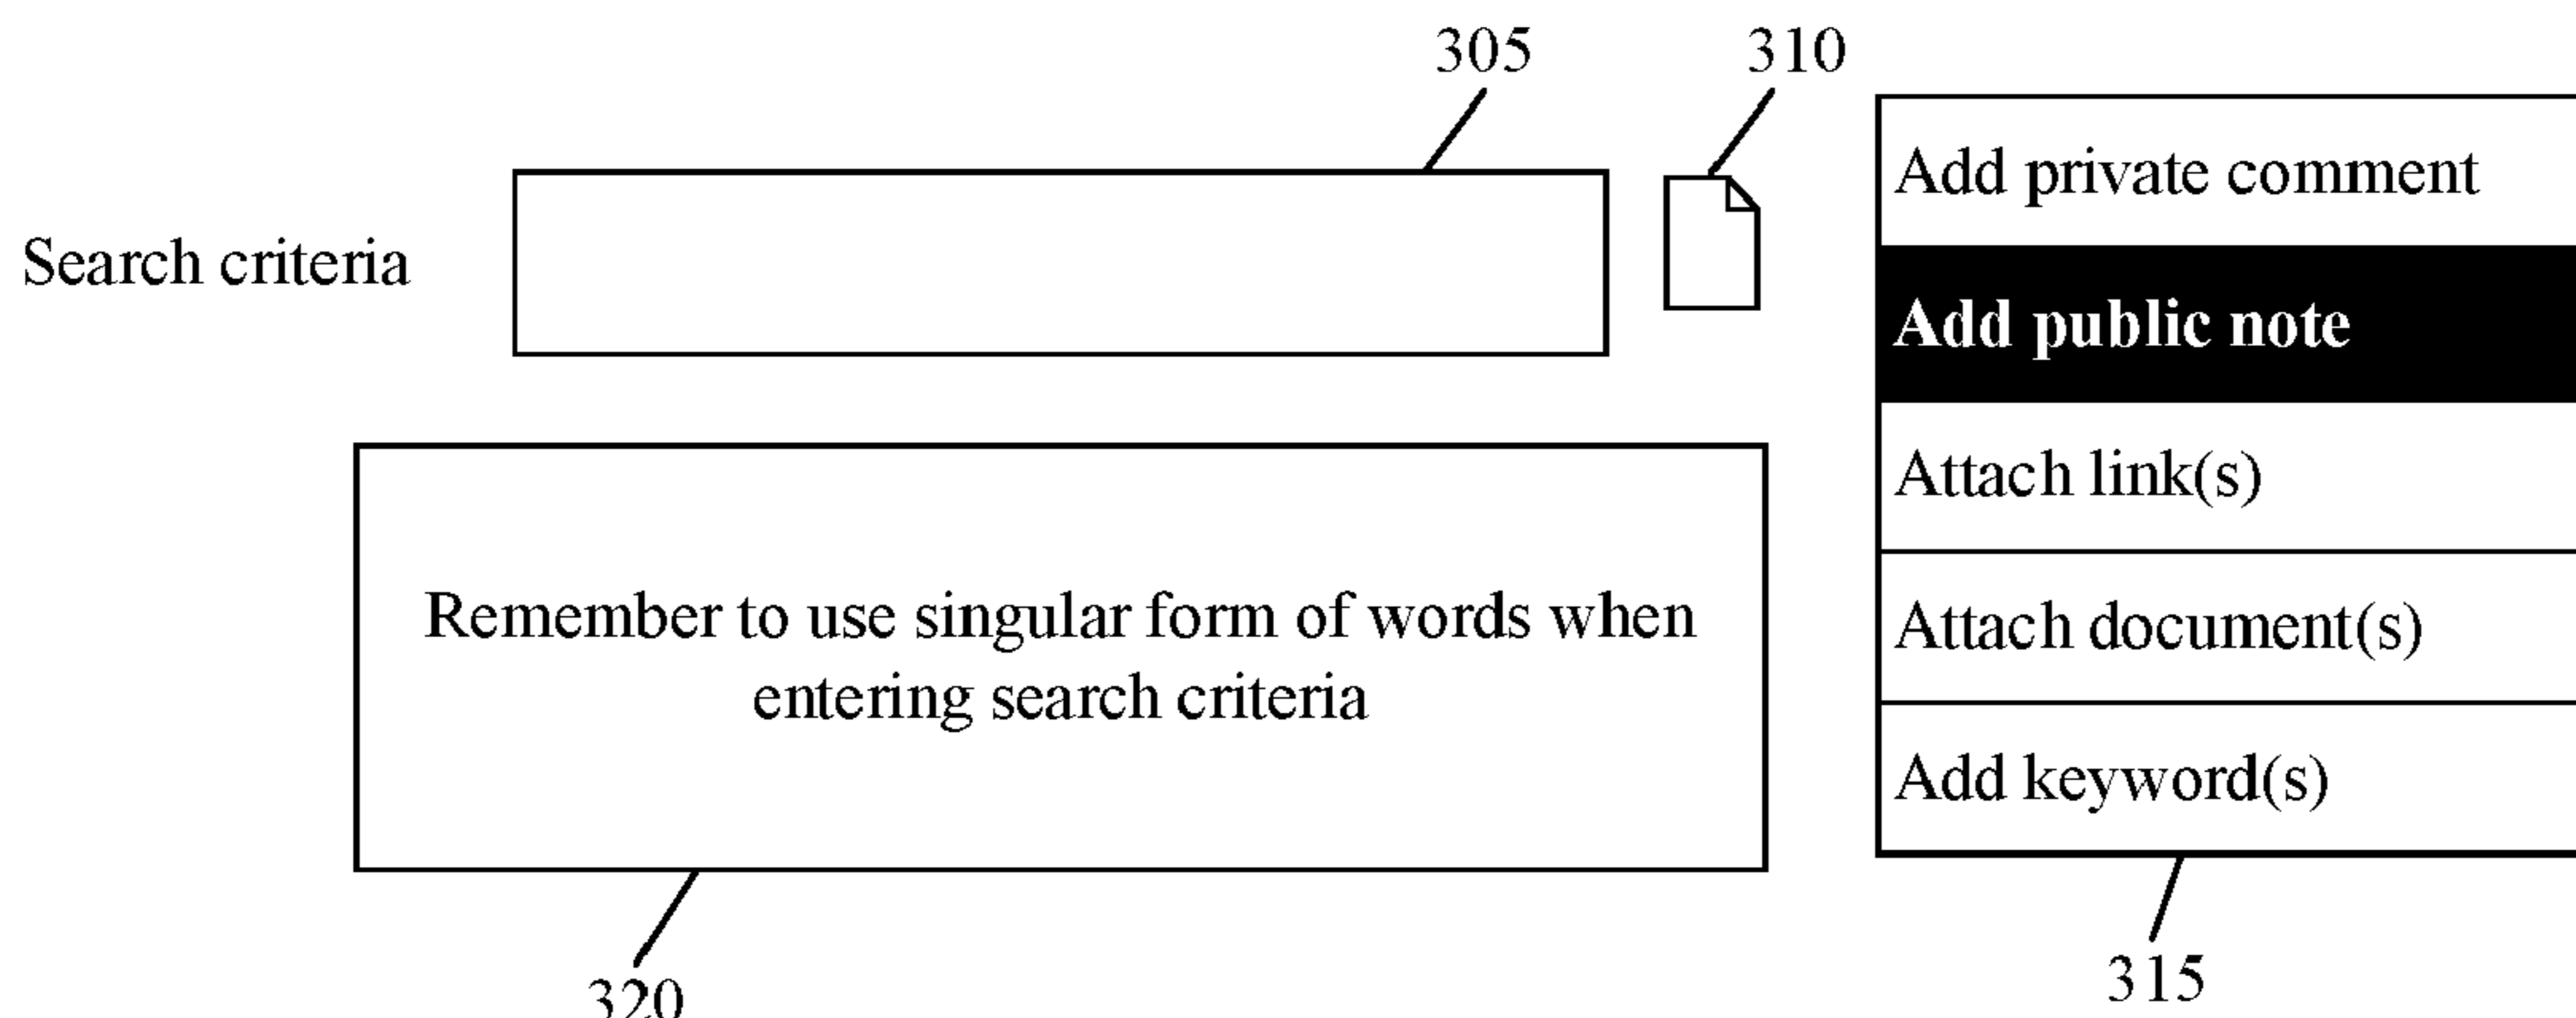 305
310
Search criteria
Add private comment
Add public note
Attach link(s)
Attach document(s)
Add keyword(s)
Remember to use singular form of words when
entering search criteria
320
315